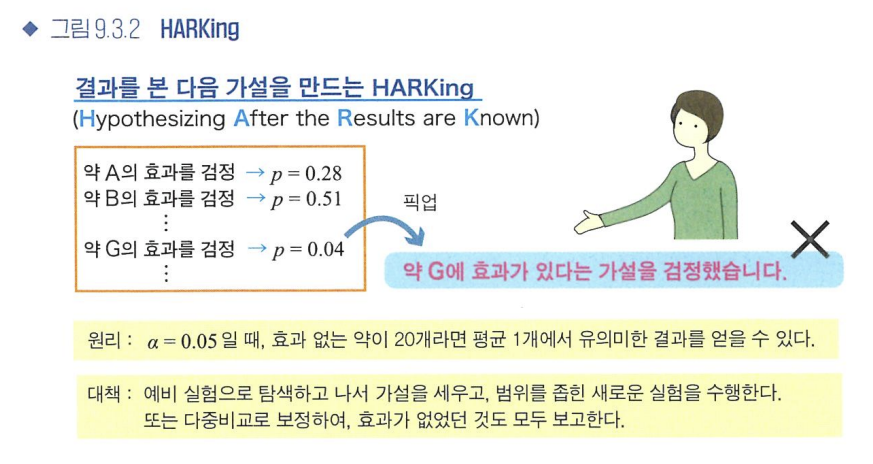 ◆ 그림 9.3.2 HARKing
결과를 본 다음 가설을 만드는 HARKing
(Hypothesizing After the Results are Known)
약 A의 효과를 검정 → p = 0.28
약 B의 효과를 검정 → p = 0.51
⋮
약 G의 효과를 검정 → p = 0.04
⋮
픽업
약 G에 효과가 있다는 가설을 검정했습니다.
원리 : α = 0.05일 때, 효과 없는 약이 20개라면 평균 1개에서 유의미한 결과를 얻을 수 있다.
대책 : 예비 실험으로 탐색하고 나서 가설을 세우고, 범위를 좁힌 새로운 실험을 수행한다.
또는 다중비교로 보정하여, 효과가 없었던 것도 모두 보고한다.